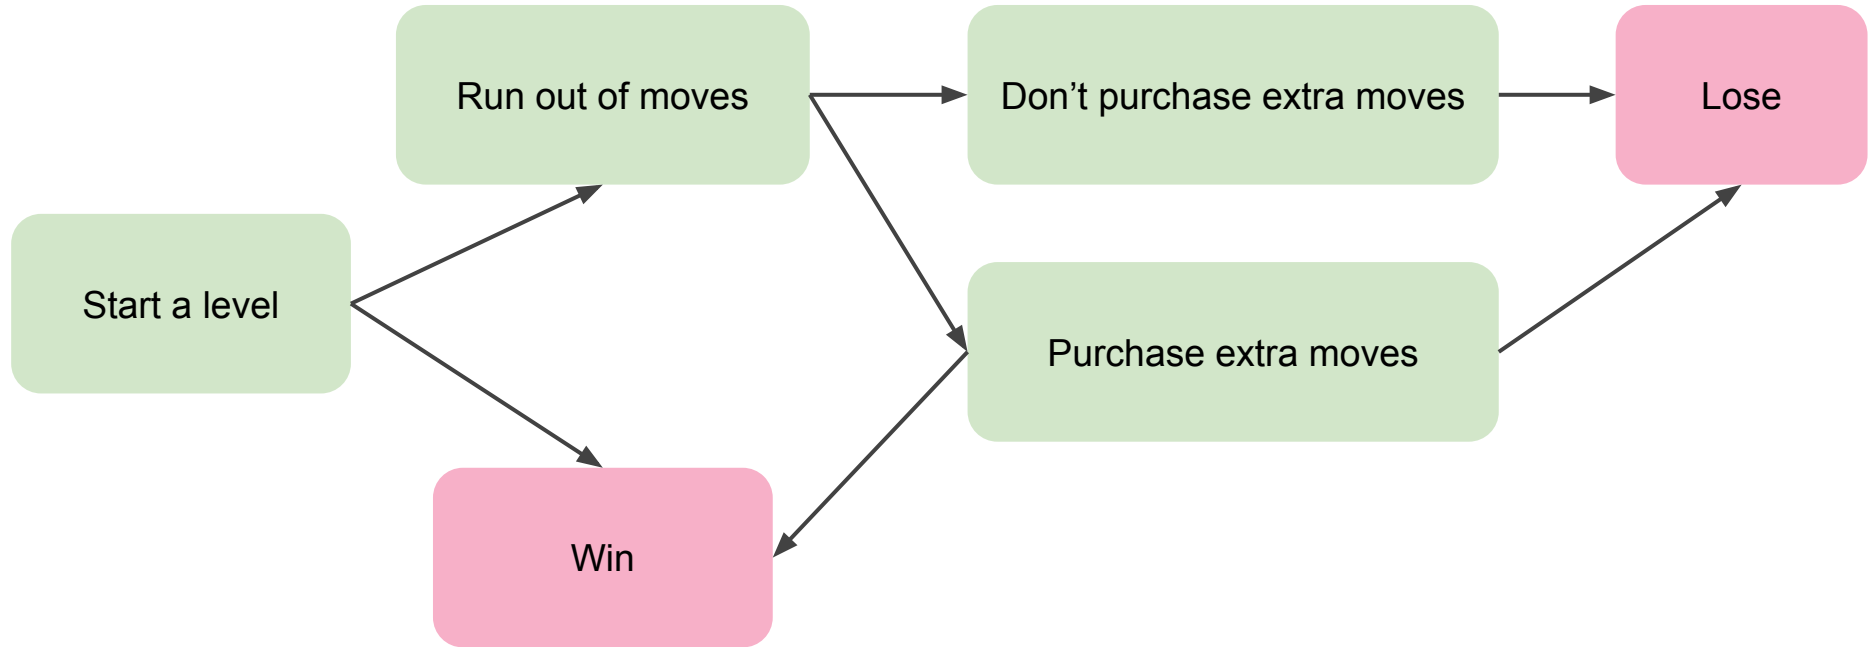 Run out of moves
Don’t purchase extra moves
Lose
Start a level
Purchase extra moves
Win